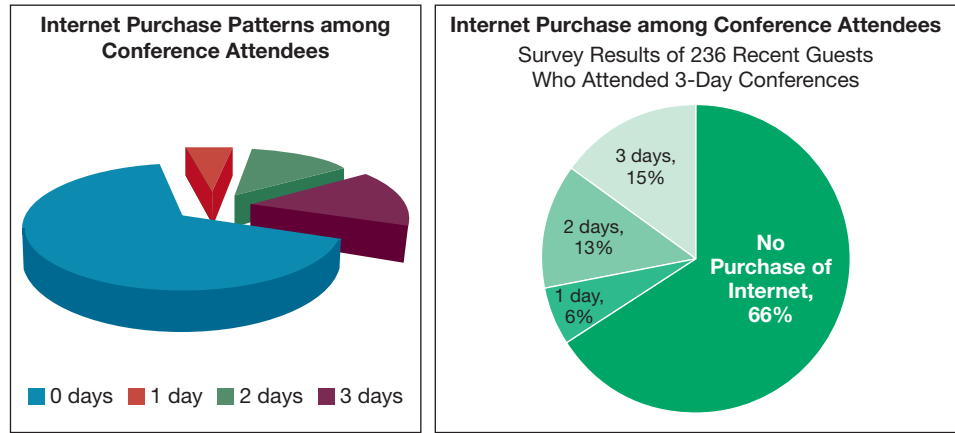 Internet Purchase Patterns among
Conference Attendees
0 days 1 day 2 days 3 days
Internet Purchase among Conference Attendees
Survey Results of 236 Recent Guests
Who Attended 3-Day Conferences
3 days,
15%
2 days,
13%
1 day,
6%
No
Purchase of
Internet,
66%